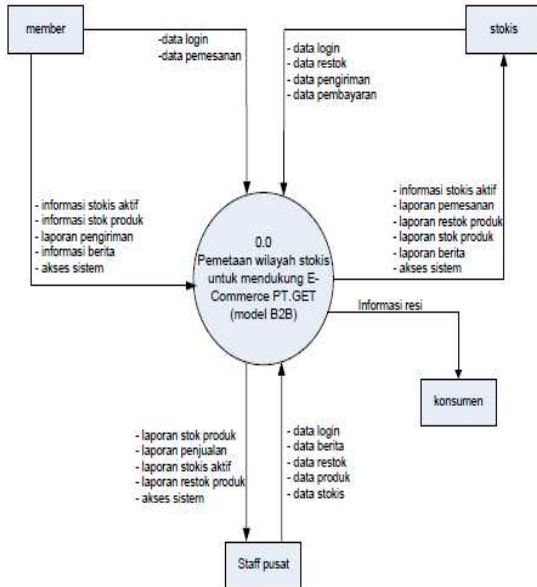 member
stokis
-data login
-data pemesanan
- data login
- data restok
- data pengiriman
- data pembayaran
- informasi stokis aktif
- informasi stok produk
- laporan pengiriman
- informasi berita
- akses sistem
0.0
Pemetaan wilayah stokis
untuk mendukung E-
Commerce PT.GET
(model B2B)
- informasi stokis aktif
- laporan pemesanan
- laporan restok produk
- laporan stok produk
- laporan berita
- akses sistem
Informasi resi
konsumen
- laporan stok produk
- laporan penjualan
- laporan stokis aktif
- laporan restok produk
- akses sistem
- data login
- data berita
- data restok
- data produk
- data stokis
Staff pusat